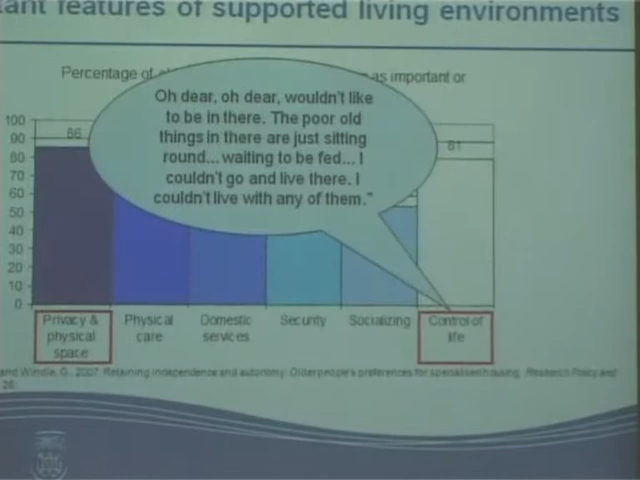 ant features of supported living environments
Percentage of
as important or
Oh dear, oh dear, wouldn't like
to be in there. The poor old
things in there are just sitting
round...waiting to be fed... I
couldn't go and live there. I
couldn't live with any of them."
100
90
80
70
60
50
40
30
20
10
0
Privacy &
physical
space
Physical
care
Domestic
services
Security
Socializing
Control of
life
and Windle, G., 2007. Retaining independence and autonomy: Older people's preferences for specialised housing. Research Policy and